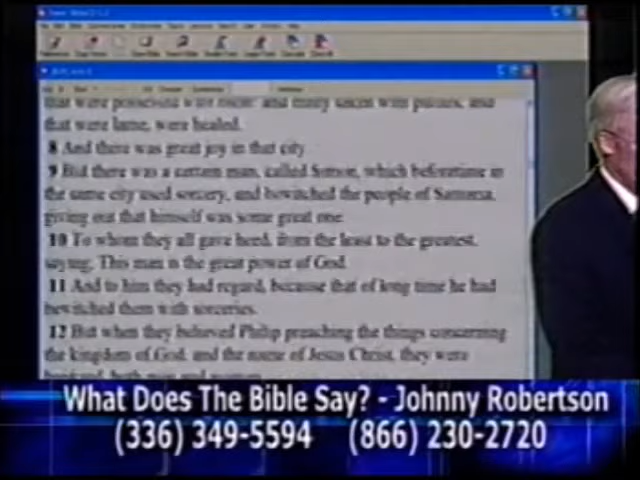 that were possessed with them: and many taken with palsies, and
that were lame, were healed.
8 And there was great joy in that city.
9 But there was a certain man, called Simon, which beforetime in
the same city used sorcery, and bewitched the people of Samaria,
giving out that himself was some great one:
10 To whom they all gave heed, from the least to the greatest,
saying, This man is the great power of God.
11 And to him they had regard, because that of long time he had
bewitched them with sorceries.
12 But when they believed Philip preaching the things concerning
the kingdom of God, and the name of Jesus Christ, they were
What Does The Bible Say? - Johnny Robertson
(336) 349-5594 (866) 230-2720